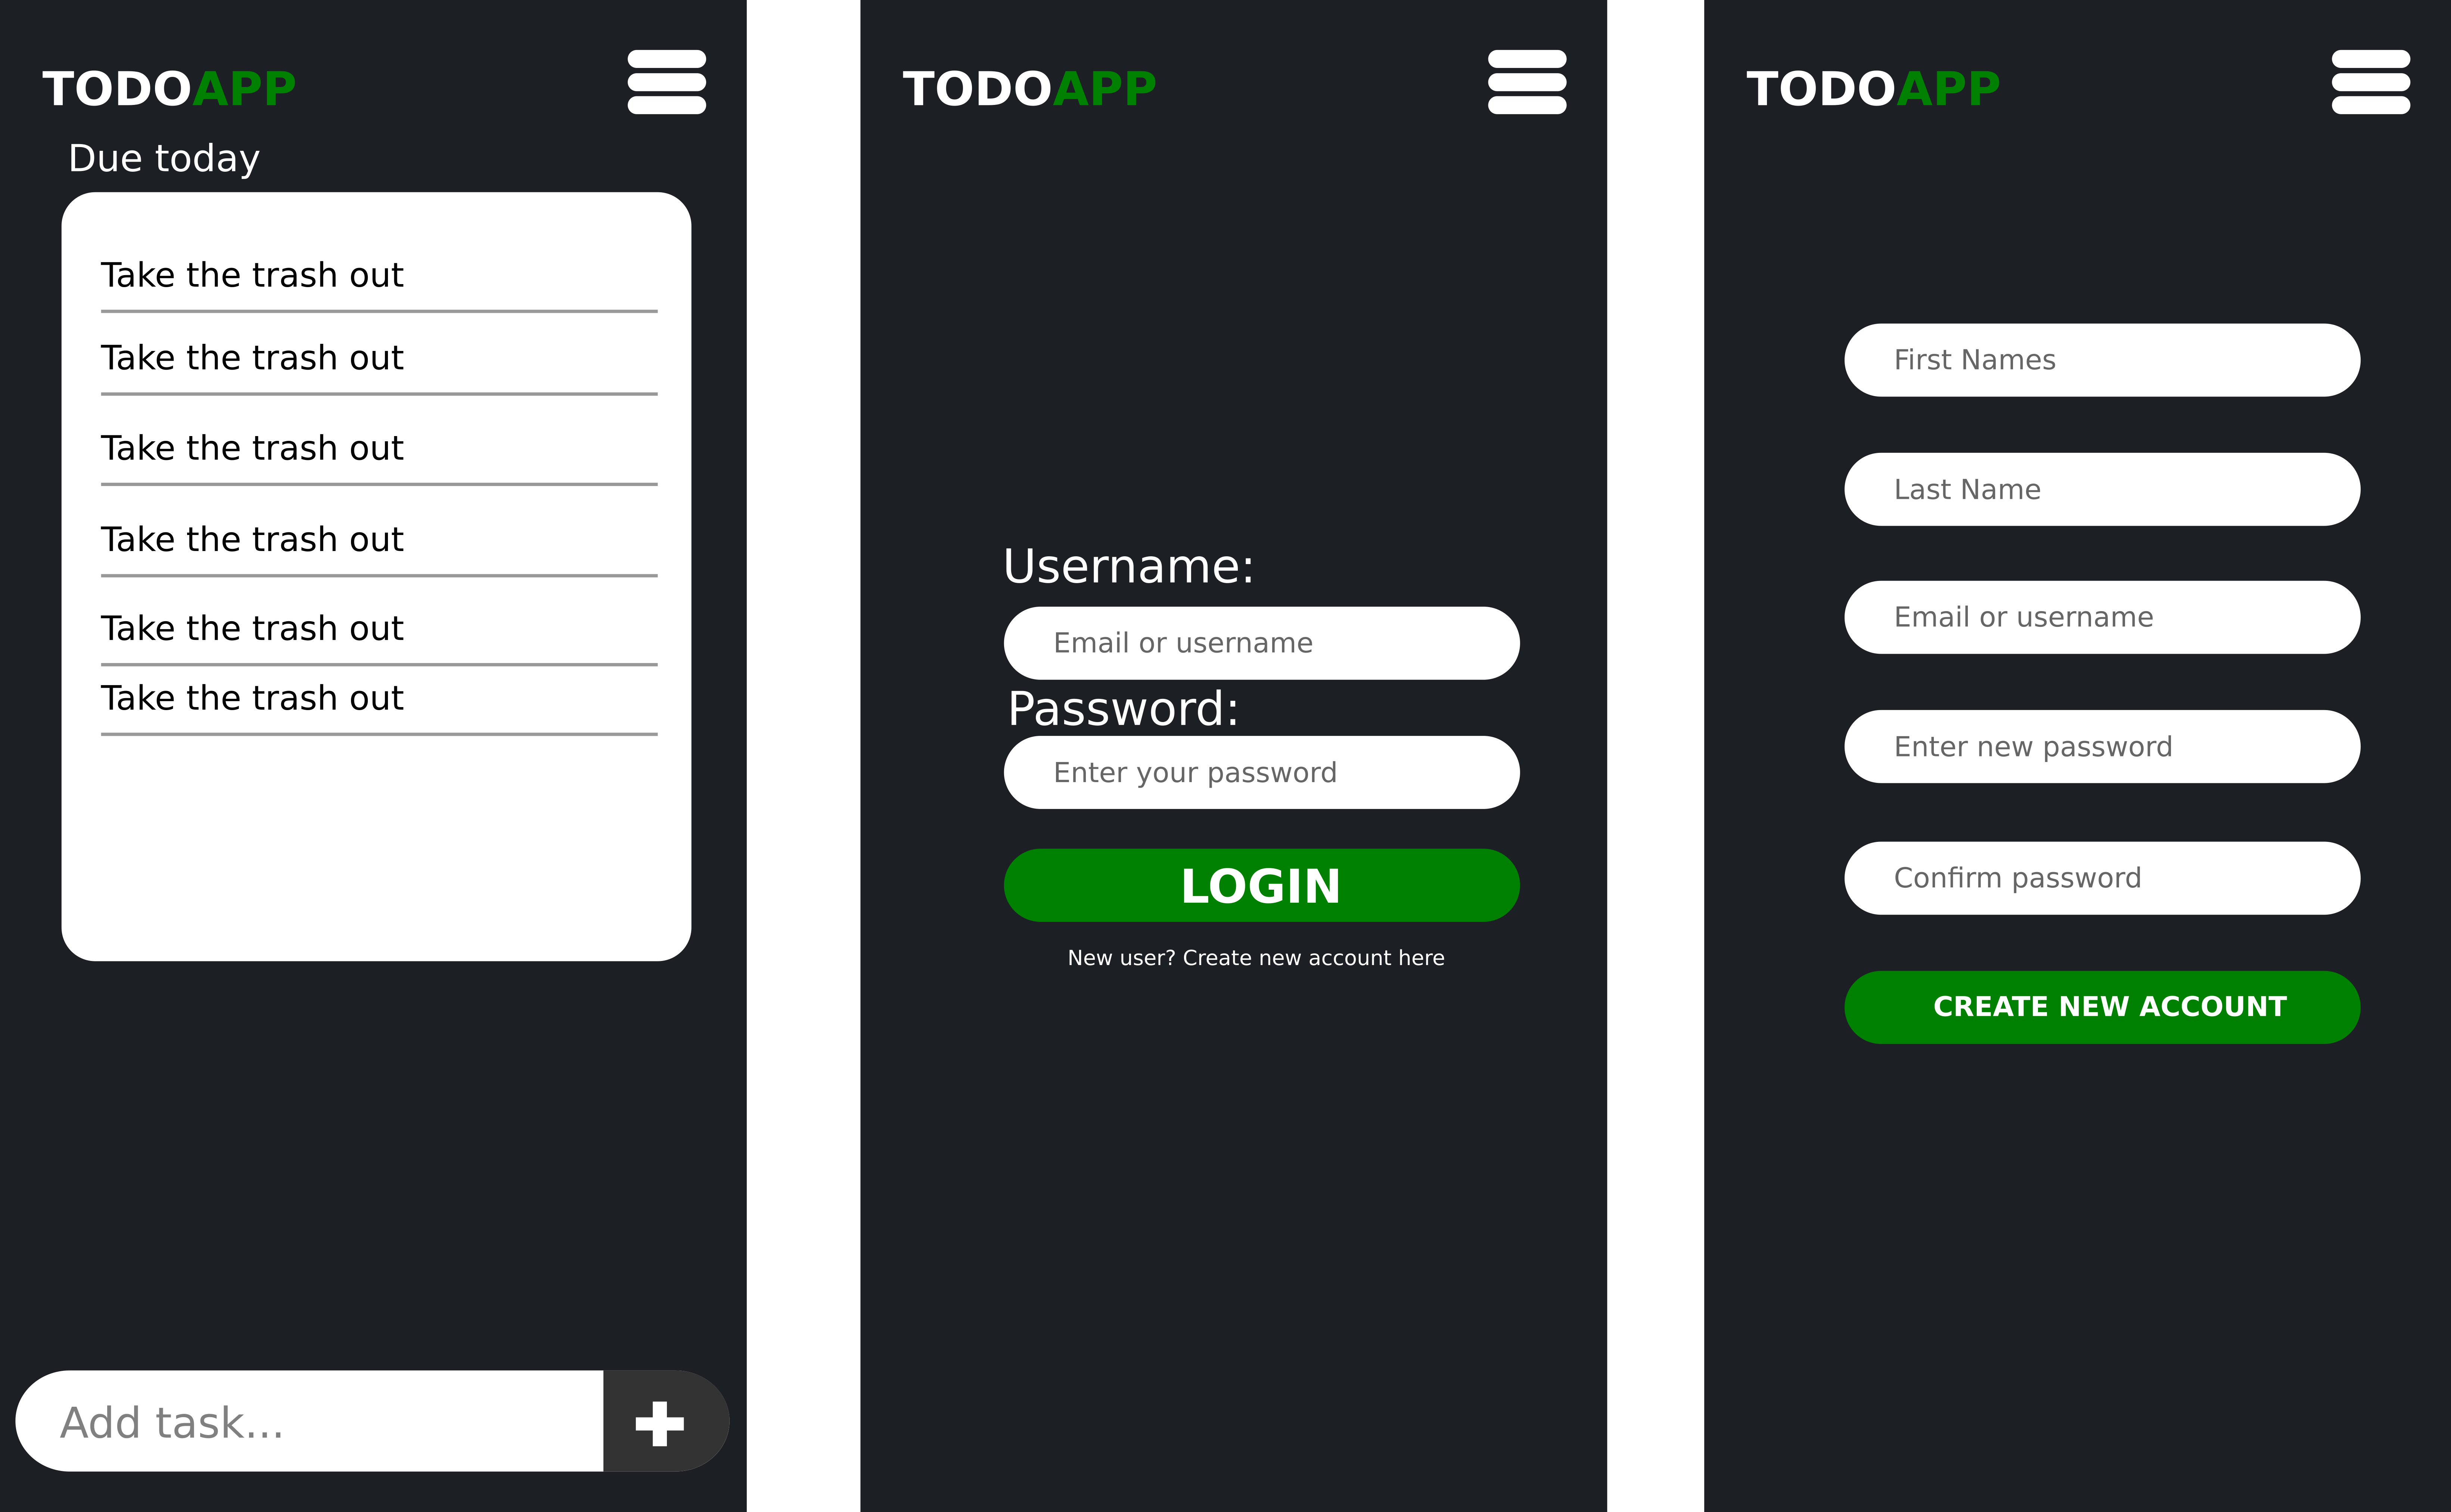 TODOAPP
Due today
Take the trash out
Take the trash out
Take the trash out
Take the trash out
Take the trash out
Take the trash out
Add task...
TODOAPP
Username:
Email or username
Password:
Enter your password
LOGIN
New user? Create new account here
TODOAPP
First Names
Last Name
Email or username
Enter new password
Confirm password
CREATE NEW ACCOUNT